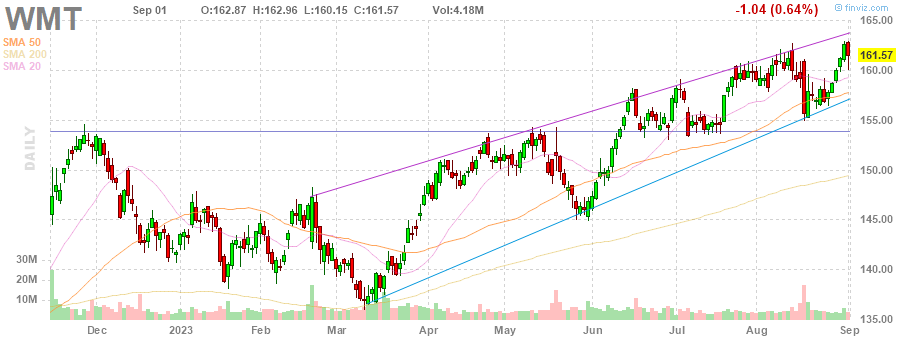 WMT
Sep 01 O:162.87 H:162.96 L:160.15 C:161.57 Vol:4.18M -1.04 (0.64%)
© finviz.com
SMA 50
SMA 200
SMA 20
DAILY
165.00
161.57
160.00
155.00
150.00
145.00
140.00
135.00
30M
20M
10M
Dec 2023 Feb Mar Apr May Jun Jul Aug Sep